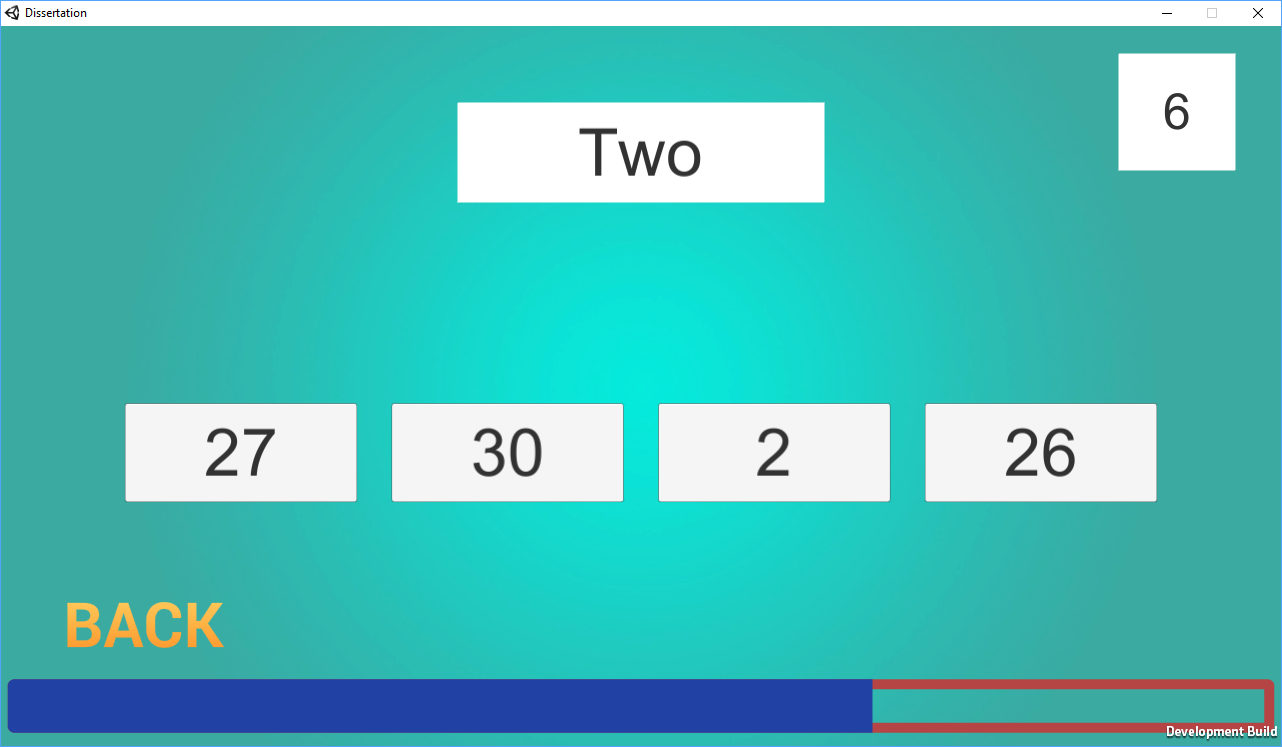 Dissertation
6
Two
27 30 2 26
BACK
Development Build